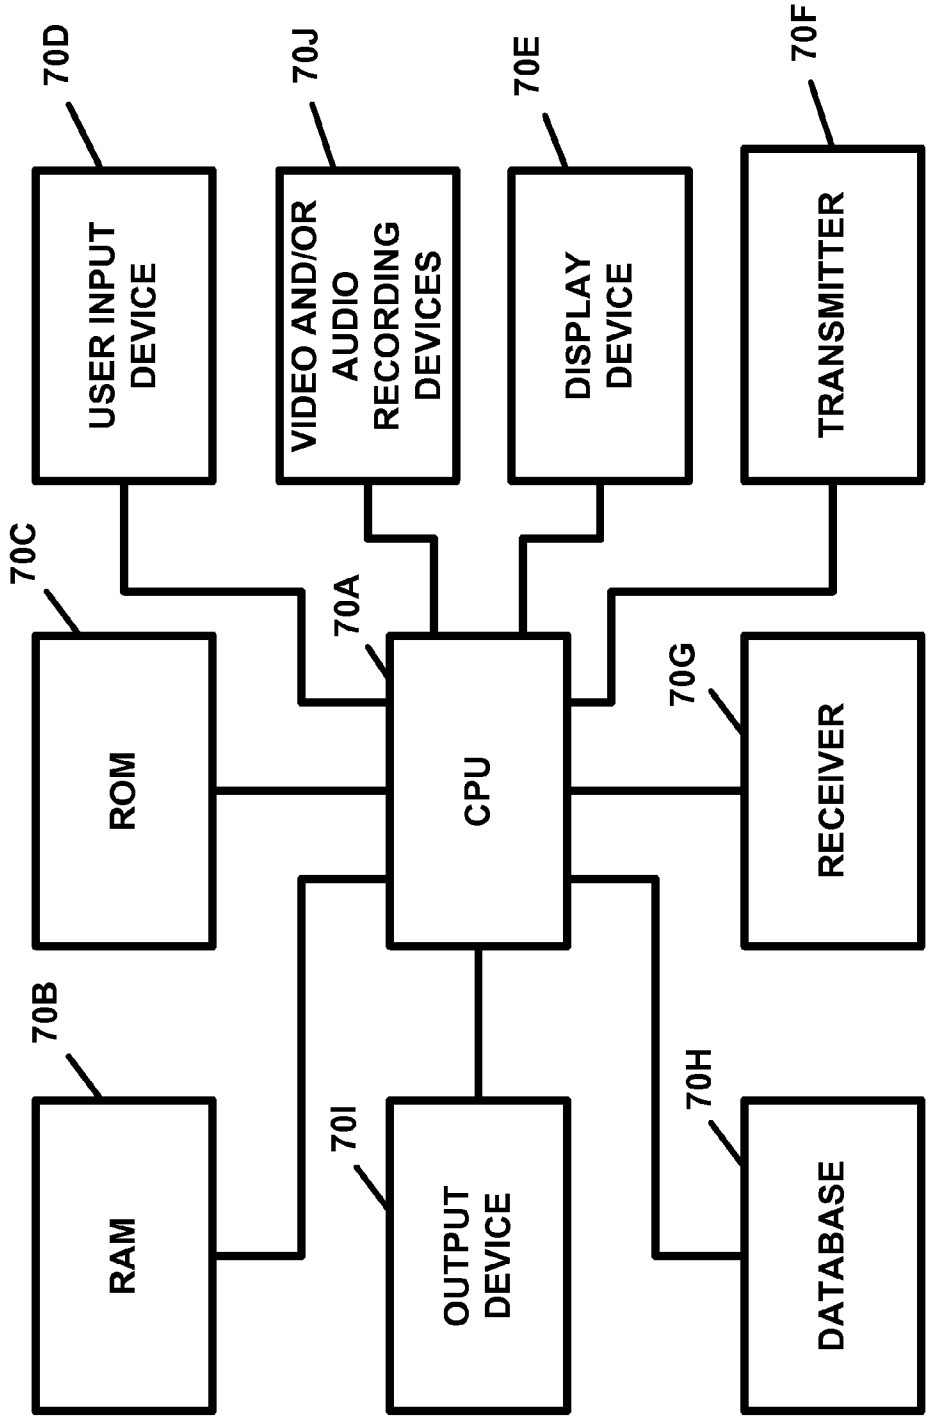 70B
RAM
70C
ROM
70D
USER INPUT
DEVICE
70I
OUTPUT
DEVICE
70A
CPU
70J
VIDEO AND/OR
AUDIO
RECORDING
DEVICES
70E
DISPLAY
DEVICE
70H
DATABASE
70G
RECEIVER
70F
TRANSMITTER